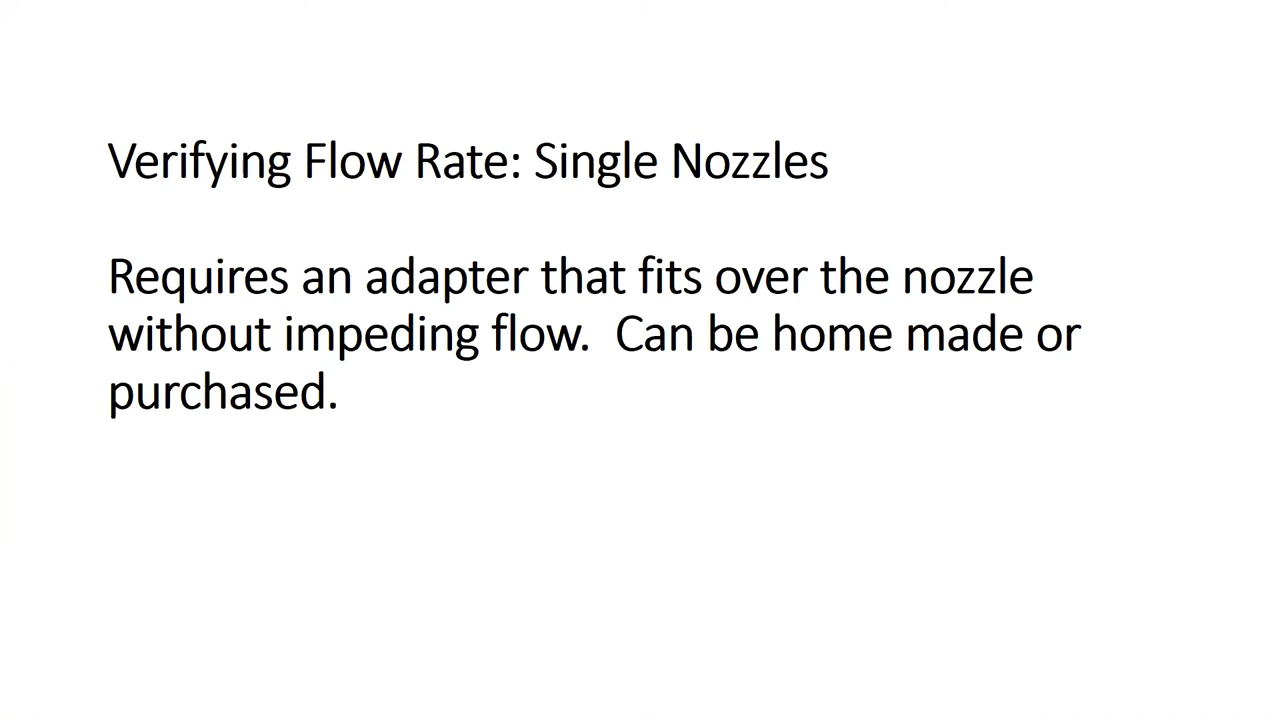 Verifying Flow Rate: Single Nozzles
Requires an adapter that fits over the nozzle
without impeding flow.  Can be home made or
purchased.